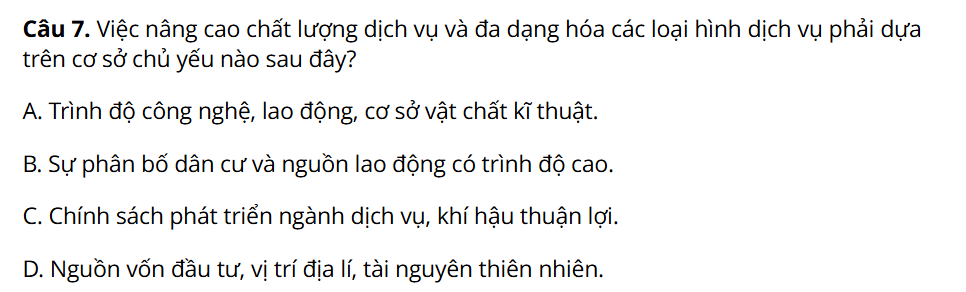 Câu 7. Việc nâng cao chất lượng dịch vụ và đa dạng hóa các loại hình dịch vụ phải dựa
trên cơ sở chủ yếu nào sau đây?
A. Trình độ công nghệ, lao động, cơ sở vật chất kĩ thuật.
B. Sự phân bố dân cư và nguồn lao động có trình độ cao.
C. Chính sách phát triển ngành dịch vụ, khí hậu thuận lợi.
D. Nguồn vốn đầu tư, vị trí địa lí, tài nguyên thiên nhiên.